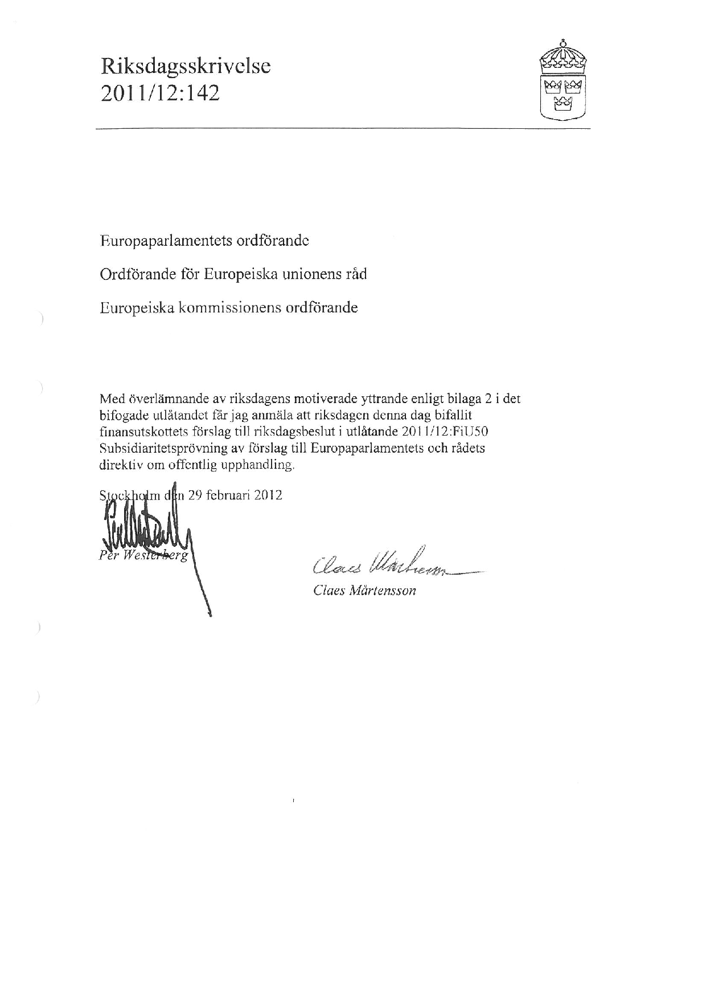 Riksdagsskrivelse
2011/12:142
Europaparlamentets ordförande
Ordförande för Europeiska unionens råd
Europeiska kommissionens ordförande
Med överlämnande av riksdagens motiverade yttrande enligt bilaga 2 i det
bifogade utlåtandet får jag anmäla att riksdagen denna dag bifallit
finansutskottets förslag till riksdagsbeslut i utlåtande 2011/12:FiU50
Subsidiaritetsprövning av förslag till Europaparlamentets och rådets
direktiv om offentlig upphandling.
Stockholm den 29 februari 2012
Per Westerberg
Claes Mårtensson
Claes Mårtensson